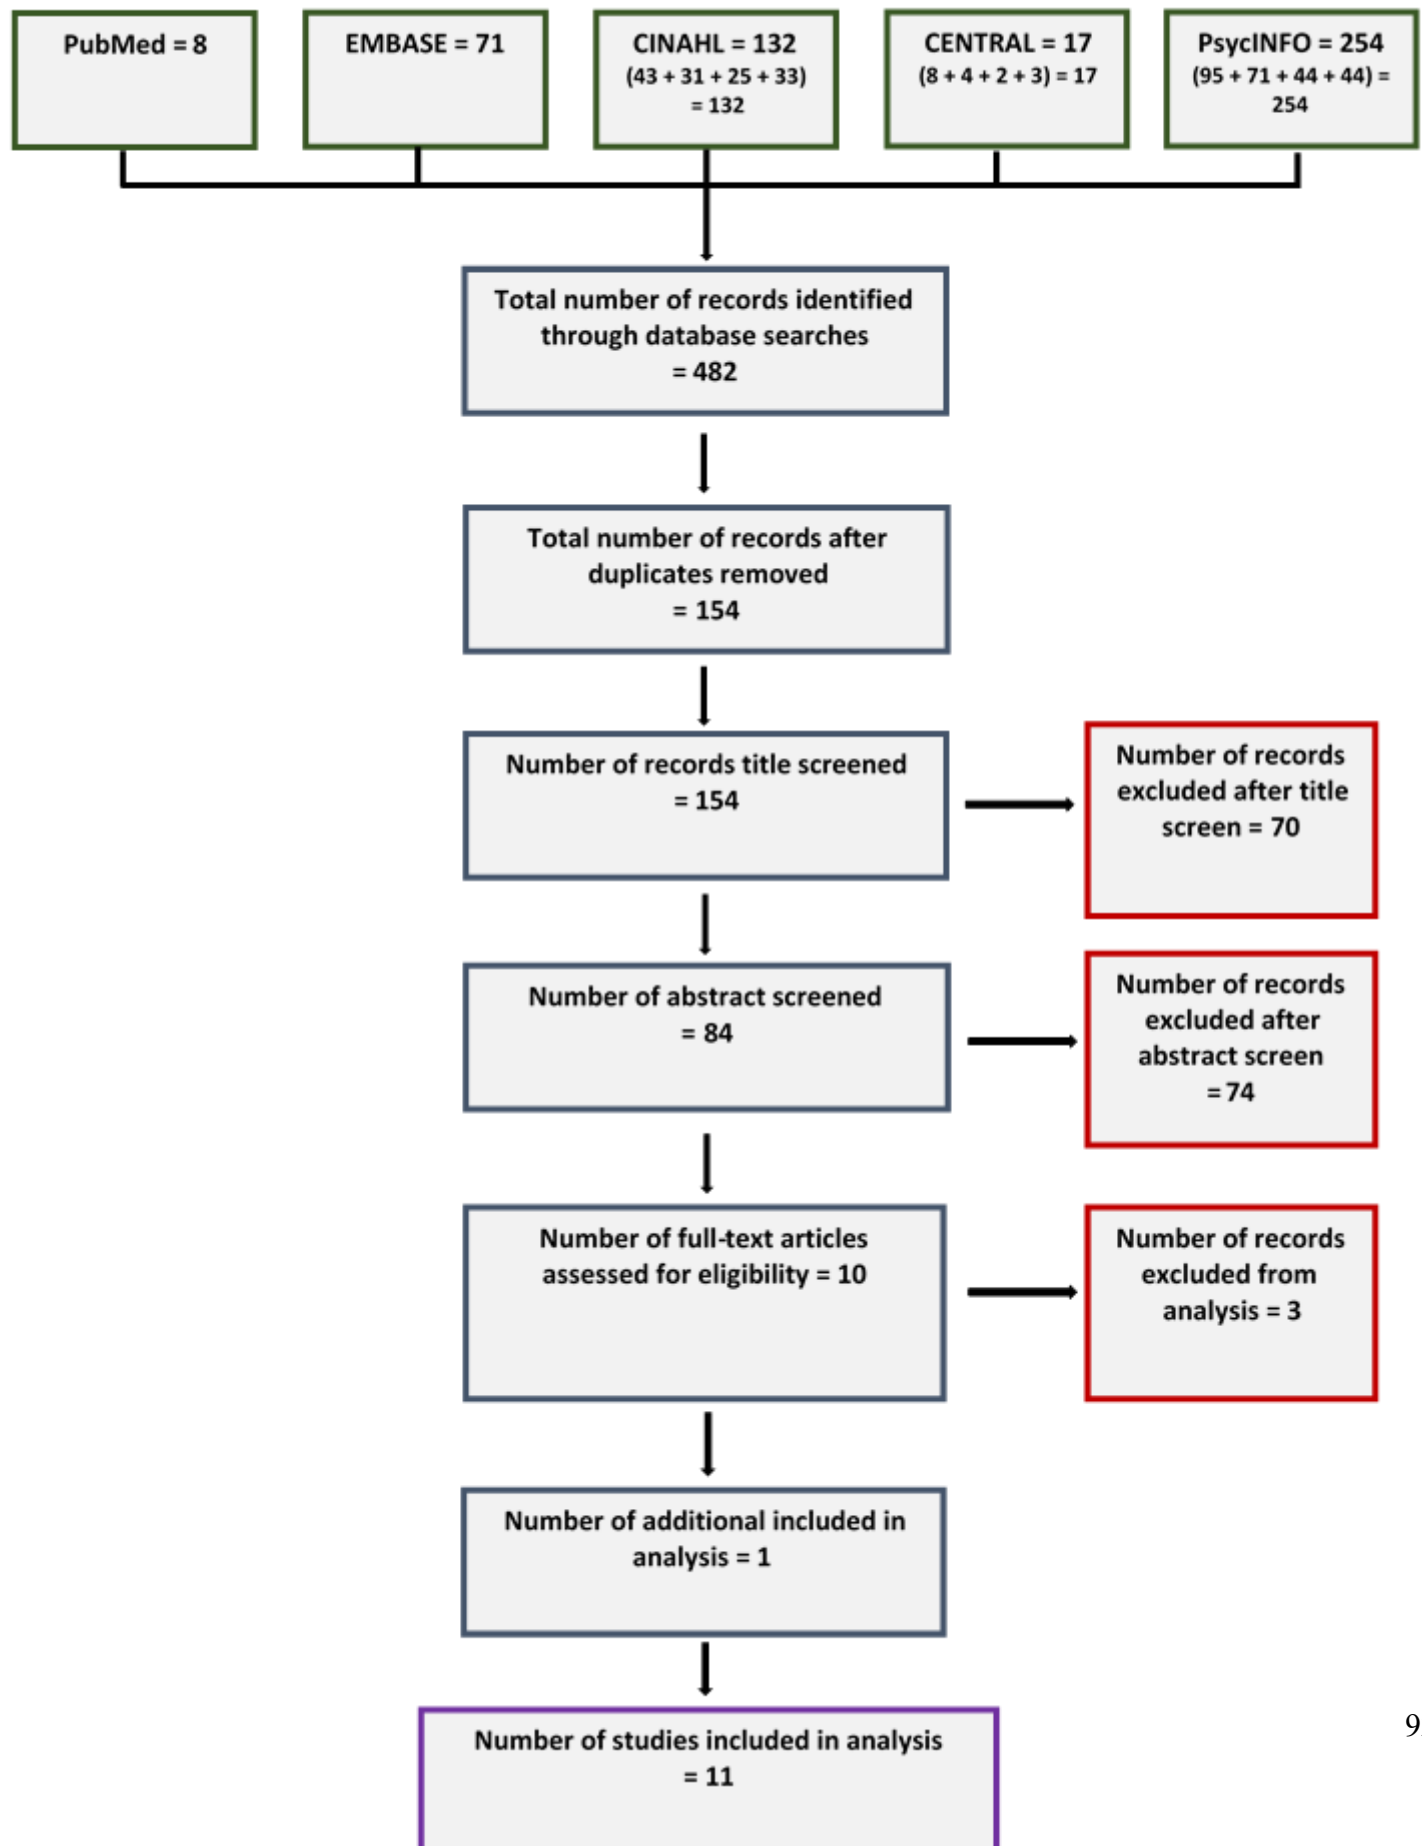 PubMed = 8
EMBASE = 71
CINAHL = 132
(43 + 31 + 25 + 33)
= 132
CENTRAL = 17
(8 + 4 + 2 + 3) = 17
PsycINFO = 254
(95 + 71 + 44 + 44) =
254
Total number of records identified
through database searches
= 482
Total number of records after
duplicates removed
= 154
Number of records title screened
= 154
Number of records
excluded after title
screen = 70
Number of abstract screened
= 84
Number of records
excluded after
abstract screen
= 74
Number of full-text articles
assessed for eligibility = 10
Number of records
excluded from
analysis = 3
Number of additional included in
analysis = 1
Number of studies included in analysis
= 11
9